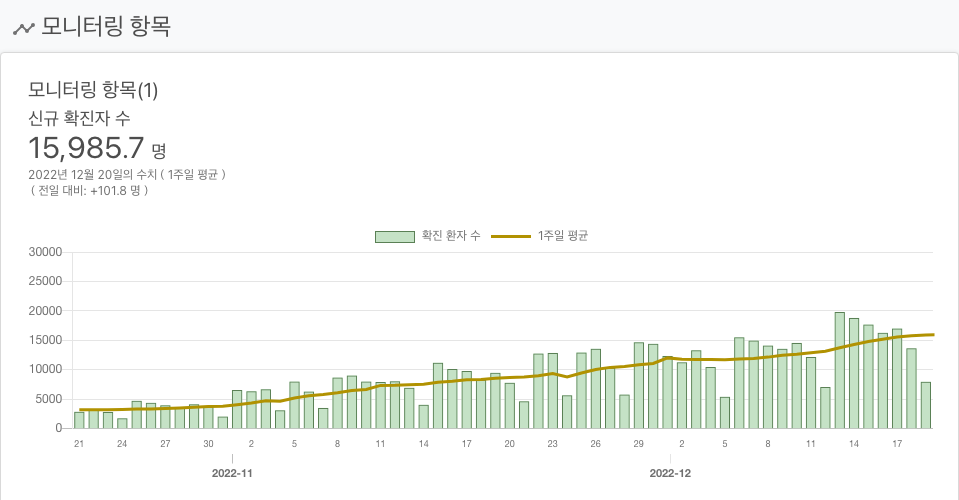 모니터링 항목
모니터링 항목(1)
신규 확진자 수
15,985.7 명
2022년 12월 20일의 수치 ( 1주일 평균 )
( 전일 대비: +101.8 명 )
확진 환자 수 1주일 평균
30000
25000
20000
15000
10000
5000
0
21 24 27 30 2 5 8 11 14 17 20 23 26 29 2 5 8 11 14 17
2022-11 2022-12